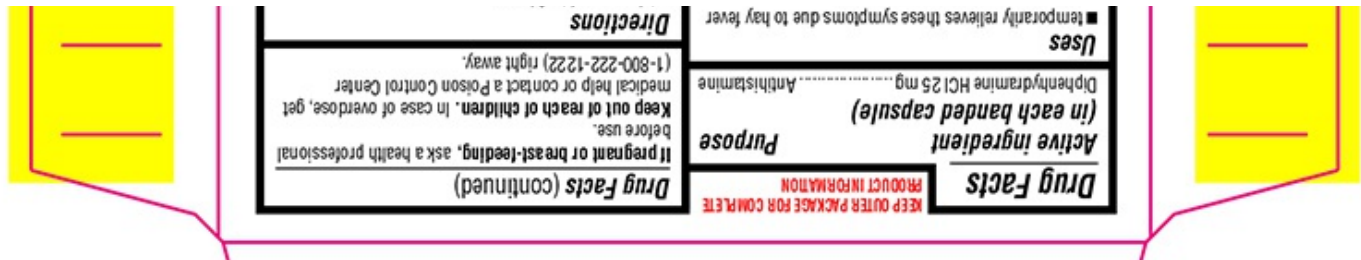 Drug Facts
KEEP OUTER PACKAGE FOR COMPLETE
PRODUCT INFORMATION
Active ingredient
(in each banded capsule)
Purpose
Diphenhydramine HCl 25 mg .................... Antihistamine
Uses
■ temporarily relieves these symptoms due to hay fever
Drug Facts (continued)
If pregnant or breast-feeding, ask a health professional
before use.
Keep out of reach of children. In case of overdose, get
medical help or contact a Poison Control Center
(1-800-222-1222) right away.
Directions